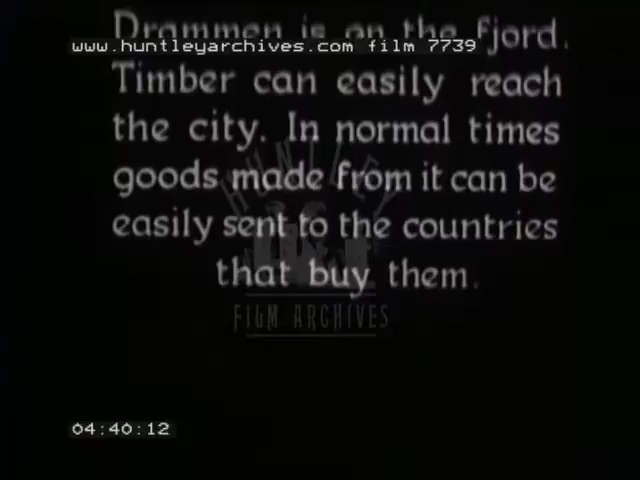 Drammen is on the fjord.
www.huntleyarchives.com film 7739
Timber can easily reach
the city. In normal times
goods made from it can be
easily sent to the countries
that buy them.
HUNTLEY
FILM ARCHIVES
04:40:12